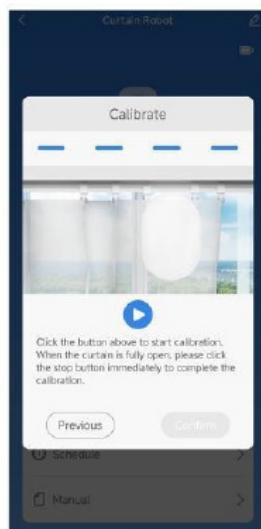 Curtain Robot
Calibrate
Click the button above to start calibration.
When the curtain is fully open, please click
the stop button immediately to complete the
calibration.
Previous
Confirm
Schedule
Manual